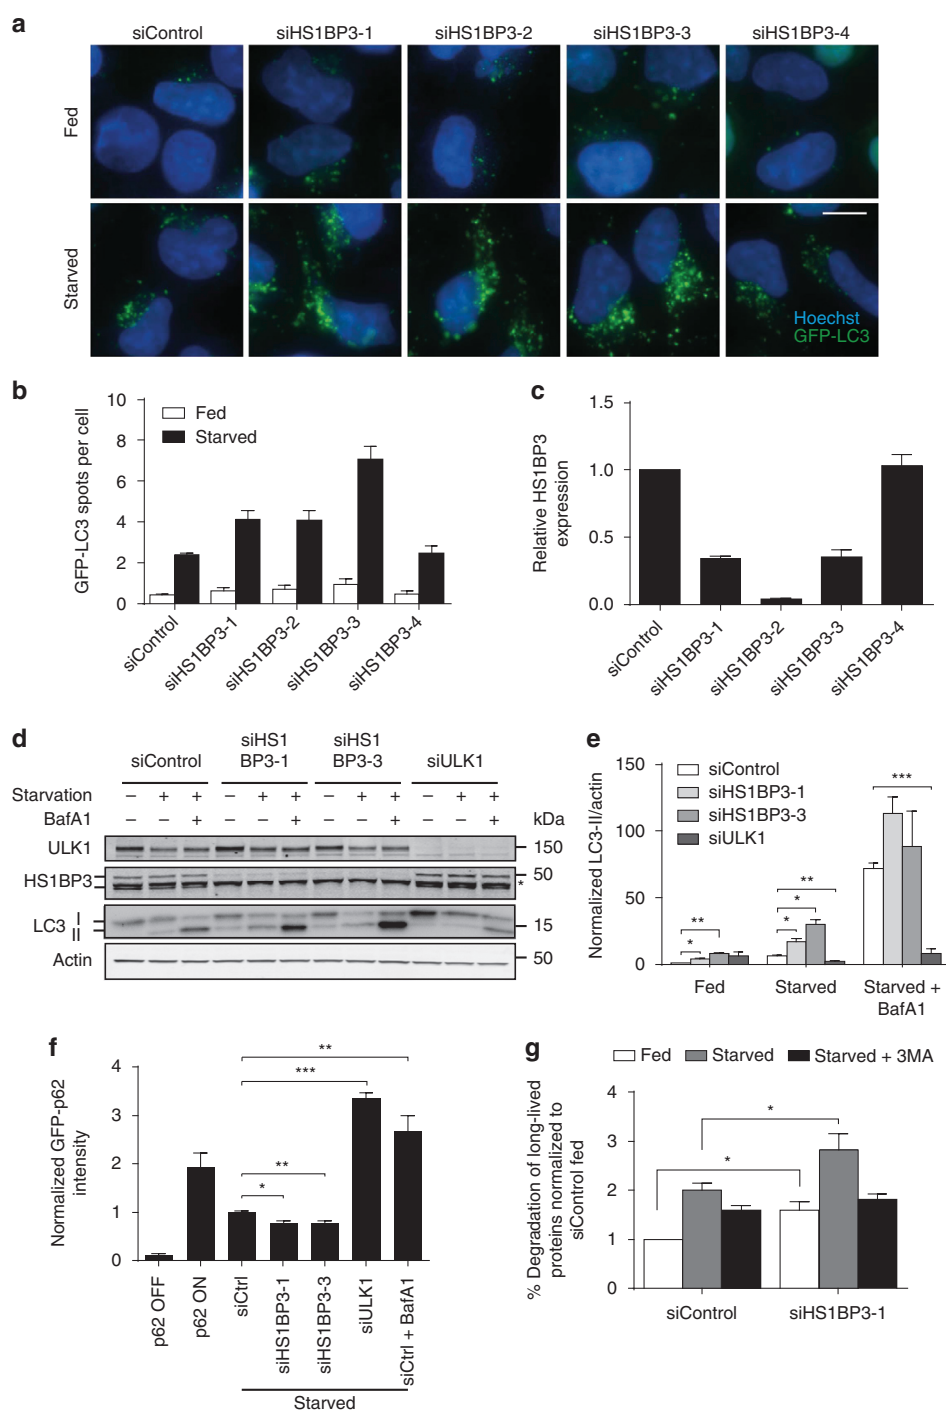 a
siControl siHS1BP3-1 siHS1BP3-2 siHS1BP3-3 siHS1BP3-4
Fed
Starved
Hoechst
GFP-LC3
b
GFP-LC3 spots per cell
10
8
6
4
2
0
Fed
Starved
siControl siHS1BP3-1 siHS1BP3-2 siHS1BP3-3 siHS1BP3-4
c
Relative HS1BP3
expression
1.5
1.0
0.5
0.0
siControl siHS1BP3-1 siHS1BP3-2 siHS1BP3-3 siHS1BP3-4
d
siControl siHS1 BP3-1 siHS1 BP3-3 siULK1
Starvation − + + − + + − + + − + +
BafA1 − − + − − + − − + − − +
kDa
ULK1 150
HS1BP3 50
*
LC3 I II 15
Actin 50
e
Normalized LC3-II/actin
150
100
50
0
siControl
siHS1BP3-1
siHS1BP3-3
siULK1
* ** * * ** ***
Fed Starved Starved +
BafA1
f
Normalized GFP-p62
intensity
4
3
2
1
0
**
***
**
*
p62 OFF p62 ON siCtrl siHS1BP3-1 siHS1BP3-3 siULK1 siCtrl + BafA1
Starved
g
Fed Starved Starved + 3MA
% Degradation of long-lived
proteins normalized to
siControl fed
4
3
2
1
0
*
*
siControl siHS1BP3-1